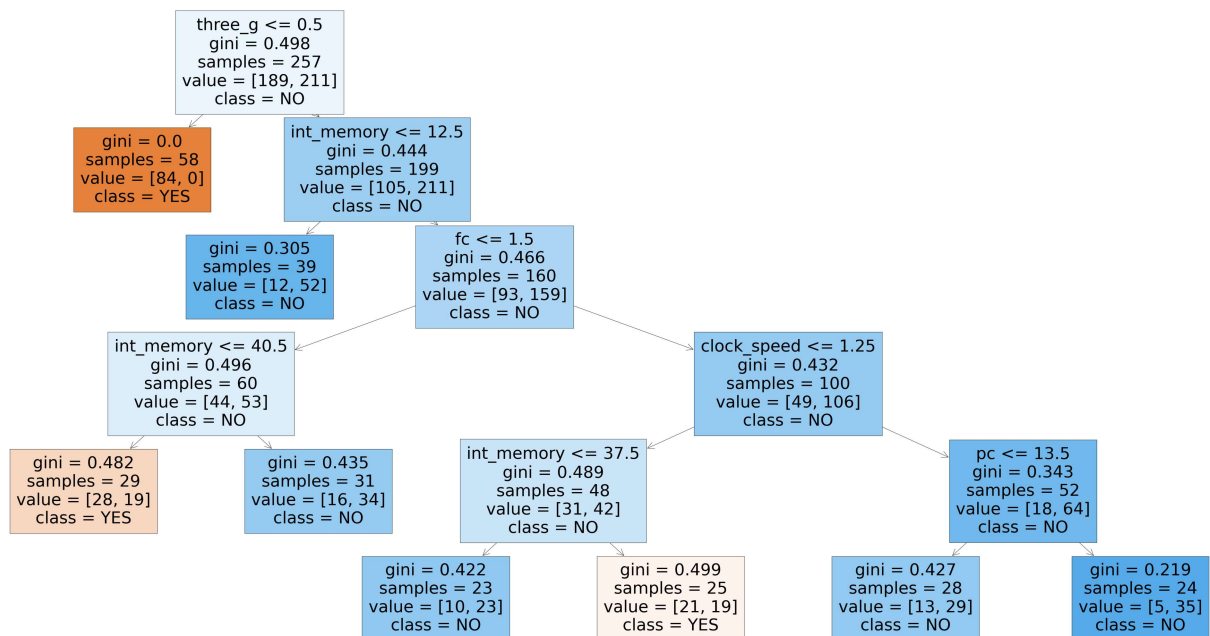 three_g <= 0.5
gini = 0.498
samples = 257
value = [189, 211]
class = NO
gini = 0.0
samples = 58
value = [84, 0]
class = YES
int_memory <= 12.5
gini = 0.444
samples = 199
value = [105, 211]
class = NO
gini = 0.305
samples = 39
value = [12, 52]
class = NO
fc <= 1.5
gini = 0.466
samples = 160
value = [93, 159]
class = NO
int_memory <= 40.5
gini = 0.496
samples = 60
value = [44, 53]
class = NO
clock_speed <= 1.25
gini = 0.432
samples = 100
value = [49, 106]
class = NO
gini = 0.482
samples = 29
value = [28, 19]
class = YES
gini = 0.435
samples = 31
value = [16, 34]
class = NO
int_memory <= 37.5
gini = 0.489
samples = 48
value = [31, 42]
class = NO
pc <= 13.5
gini = 0.343
samples = 52
value = [18, 64]
class = NO
gini = 0.422
samples = 23
value = [10, 23]
class = NO
gini = 0.499
samples = 25
value = [21, 19]
class = YES
gini = 0.427
samples = 28
value = [13, 29]
class = NO
gini = 0.219
samples = 24
value = [5, 35]
class = NO